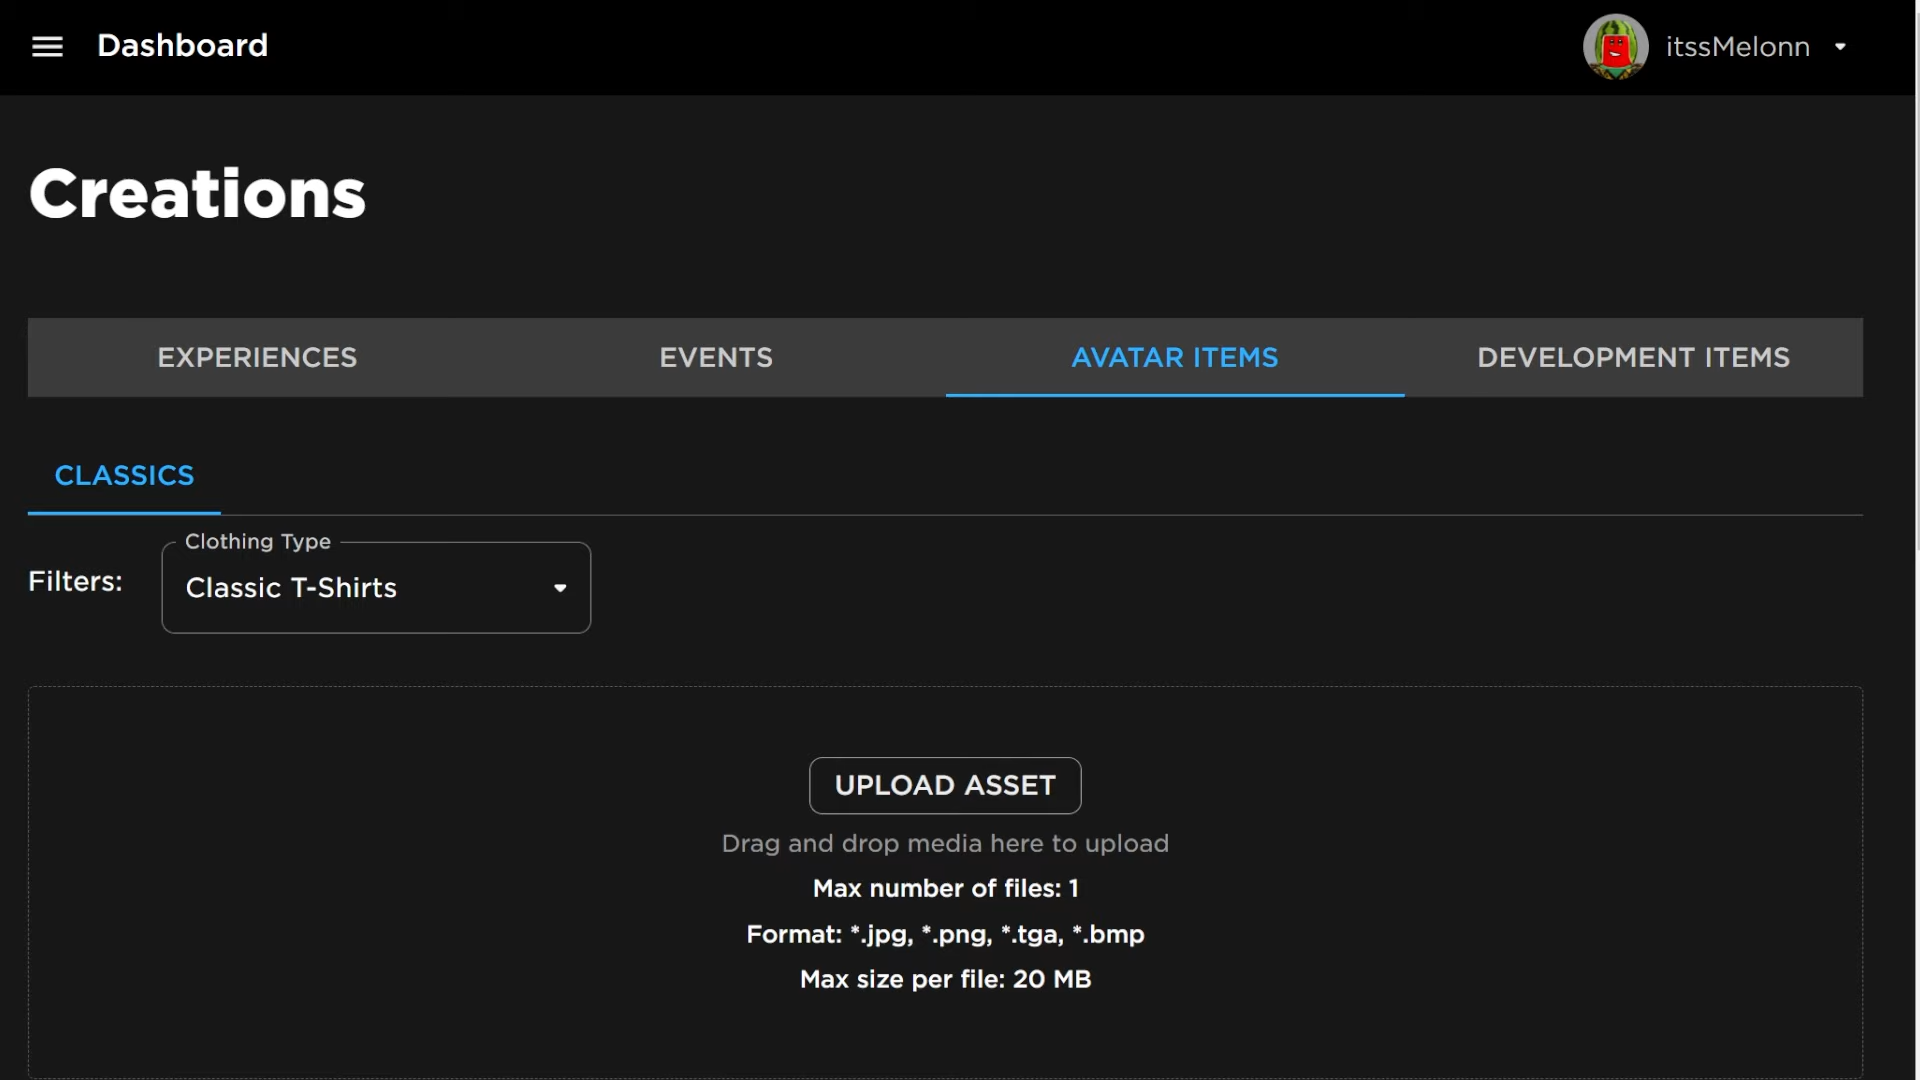 Dashboard
itssMelonn
Creations
EXPERIENCES
EVENTS
AVATAR ITEMS
DEVELOPMENT ITEMS
CLASSICS
Filters:
Clothing Type
Classic T-Shirts
UPLOAD ASSET
Drag and drop media here to upload
Max number of files: 1
Format: *.jpg, *.png, *.tga, *.bmp
Max size per file: 20 MB